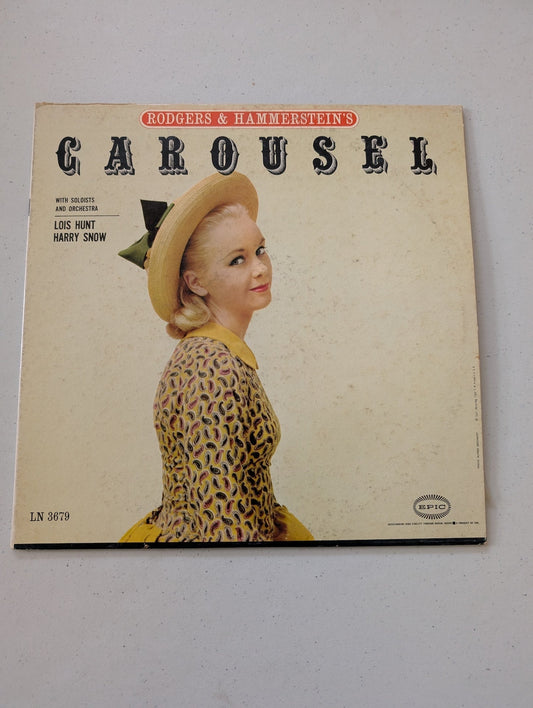 RODGERS & HAMMERSTEIN'S
CAROUSEL
WITH SOLOISTS
AND ORCHESTRA
LOIS HUNT
HARRY SNOW
LN 3679
EPIC